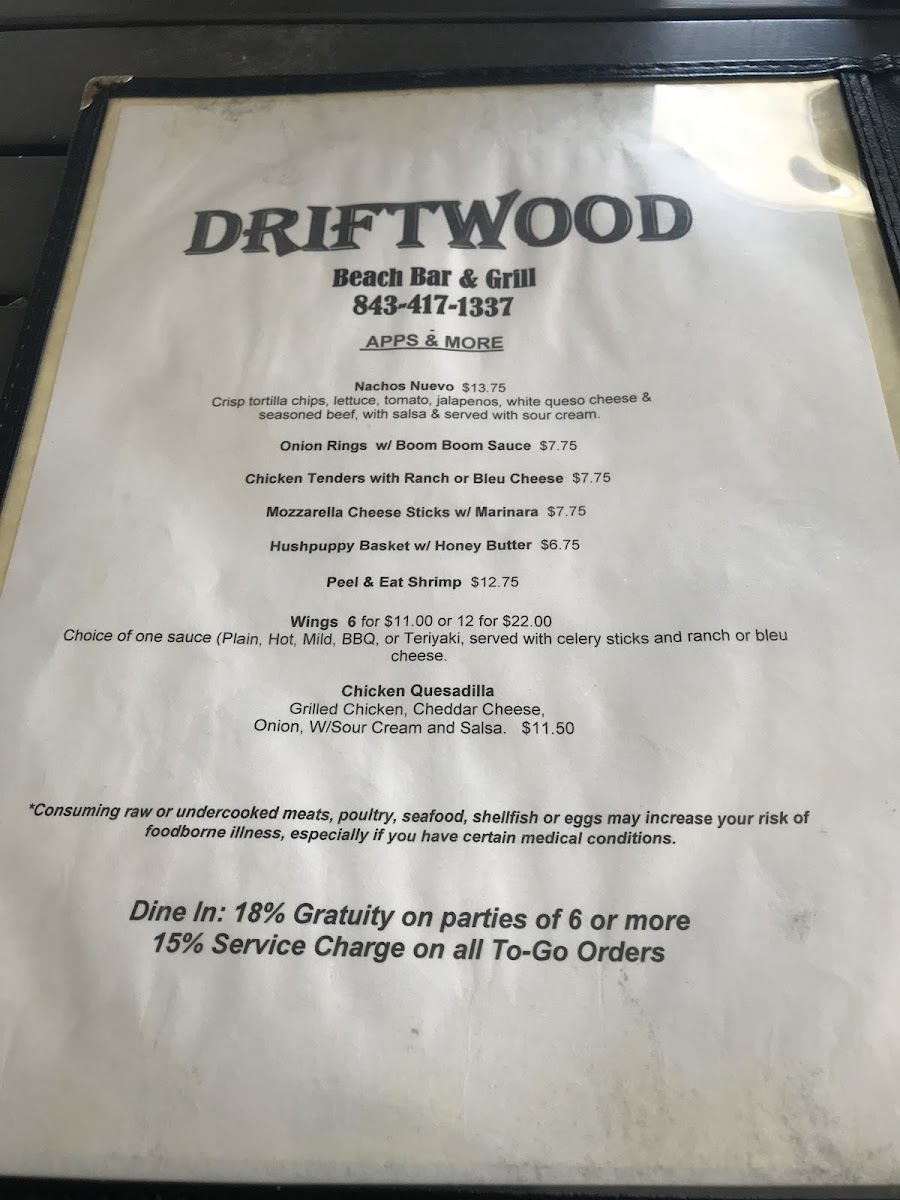 DRIFTWOOD
Beach Bar & Grill
843-417-1337
APPS & MORE
Nachos Nuevo $13.75
Crisp tortilla chips, lettuce, tomato, jalapenos, white queso cheese &
seasoned beef, with salsa & served with sour cream.
Onion Rings w/ Boom Boom Sauce $7.75
Chicken Tenders with Ranch or Bleu Cheese $7.75
Mozzarella Cheese Sticks w/ Marinara $7.75
Hushpuppy Basket w/ Honey Butter $6.75
Peel & Eat Shrimp $12.75
Wings 6 for $11.00 or 12 for $22.00
Choice of one sauce (Plain, Hot, Mild, BBQ, or Teriyaki, served with celery sticks and ranch or bleu
cheese.
Chicken Quesadilla
Grilled Chicken, Cheddar Cheese,
Onion, W/Sour Cream and Salsa. $11.50
*Consuming raw or undercooked meats, poultry, seafood, shellfish or eggs may increase your risk of
foodborne illness, especially if you have certain medical conditions.
Dine In: 18% Gratuity on parties of 6 or more
15% Service Charge on all To-Go Orders